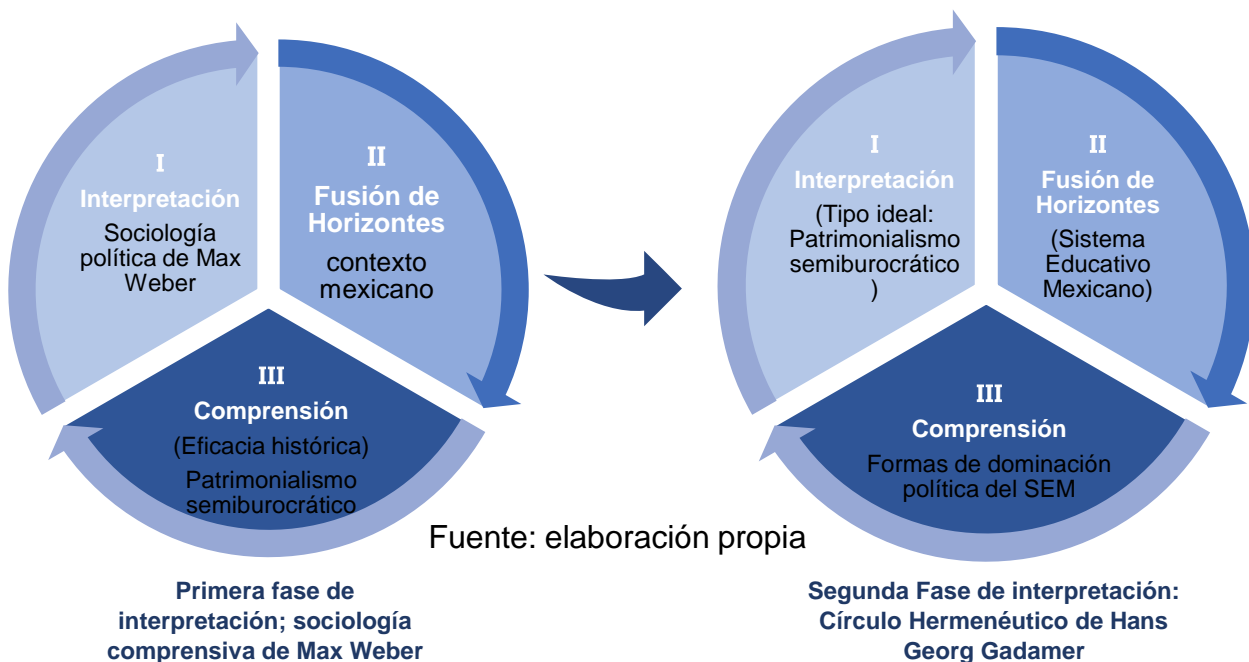 I
Interpretación
Sociología
política de Max
Weber
II
Fusión de
Horizontes
contexto
mexicano
III
Comprensión
(Eficacia histórica)
Patrimonialismo
semiburocrático
I
Interpretación
(Tipo ideal:
Patrimonialismo
semiburocrático
)
II
Fusión de
Horizontes
(Sistema
Educativo
Mexicano)
III
Comprensión
Formas de dominación
política del SEM
Fuente: elaboración propia
Primera fase de
interpretación; sociología
comprensiva de Max Weber
Segunda Fase de interpretación:
Círculo Hermenéutico de Hans
Georg Gadamer